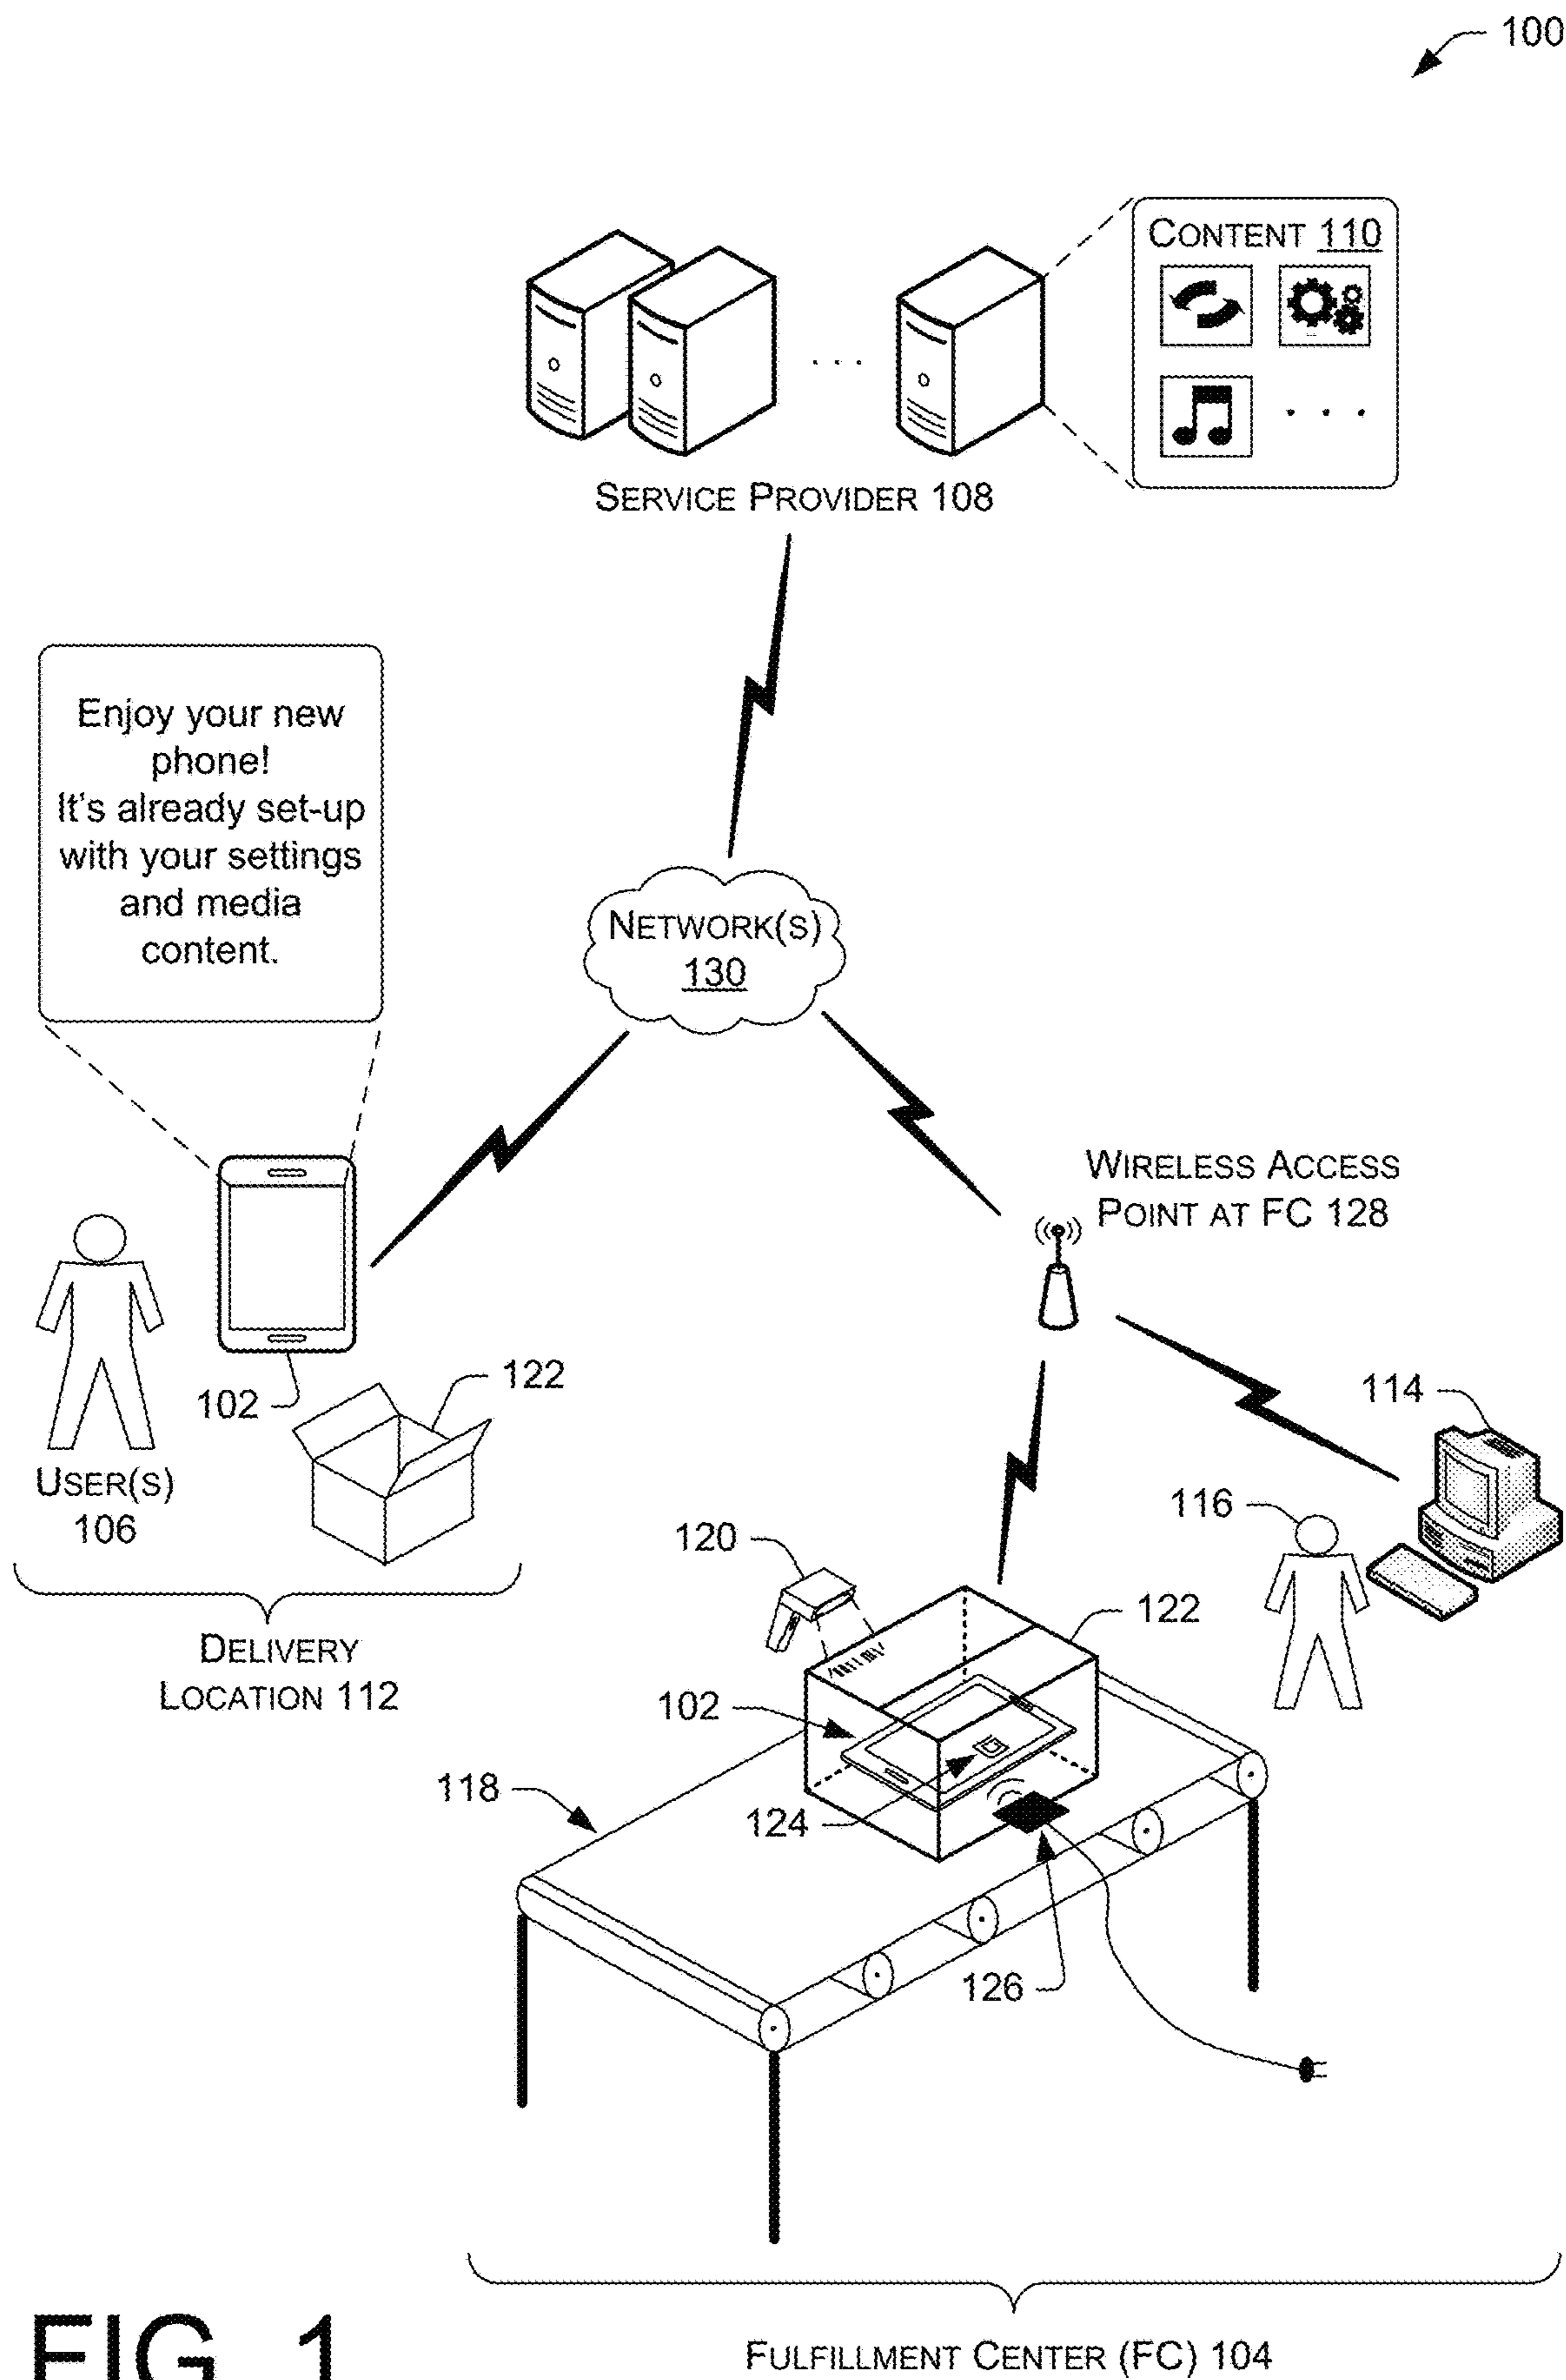 100
CONTENT 110
. . .
. . .
SERVICE PROVIDER 108
Enjoy your new
phone!
It's already set-up
with your settings
and media
content.
NETWORK(S)
130
WIRELESS ACCESS
POINT AT FC 128
102
122
114
USER(S)
106
116
120
122
DELIVERY
LOCATION 112
102
118
124
126
FULFILLMENT CENTER (FC) 104
FIG. 1